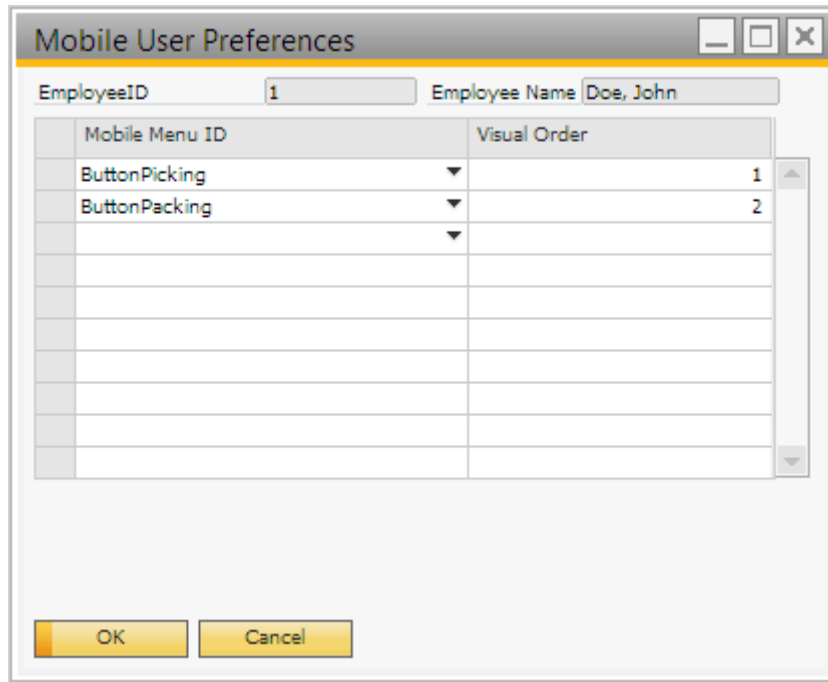 Mobile User Preferences
EmployeeID 1 Employee Name Doe, John
Mobile Menu ID Visual Order
ButtonPicking 1
ButtonPacking 2
OK Cancel